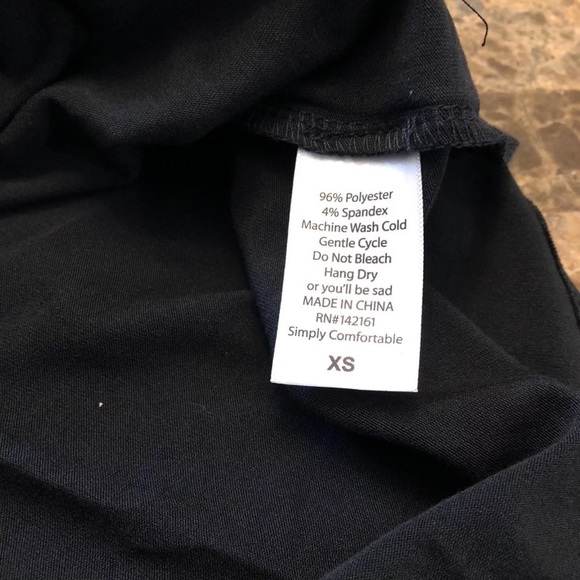 96% Polyester
4% Spandex
Machine Wash Cold
Gentle Cycle
Do Not Bleach
Hang Dry
or you'll be sad
MADE IN CHINA
RN#142161
Simply Comfortable
XS